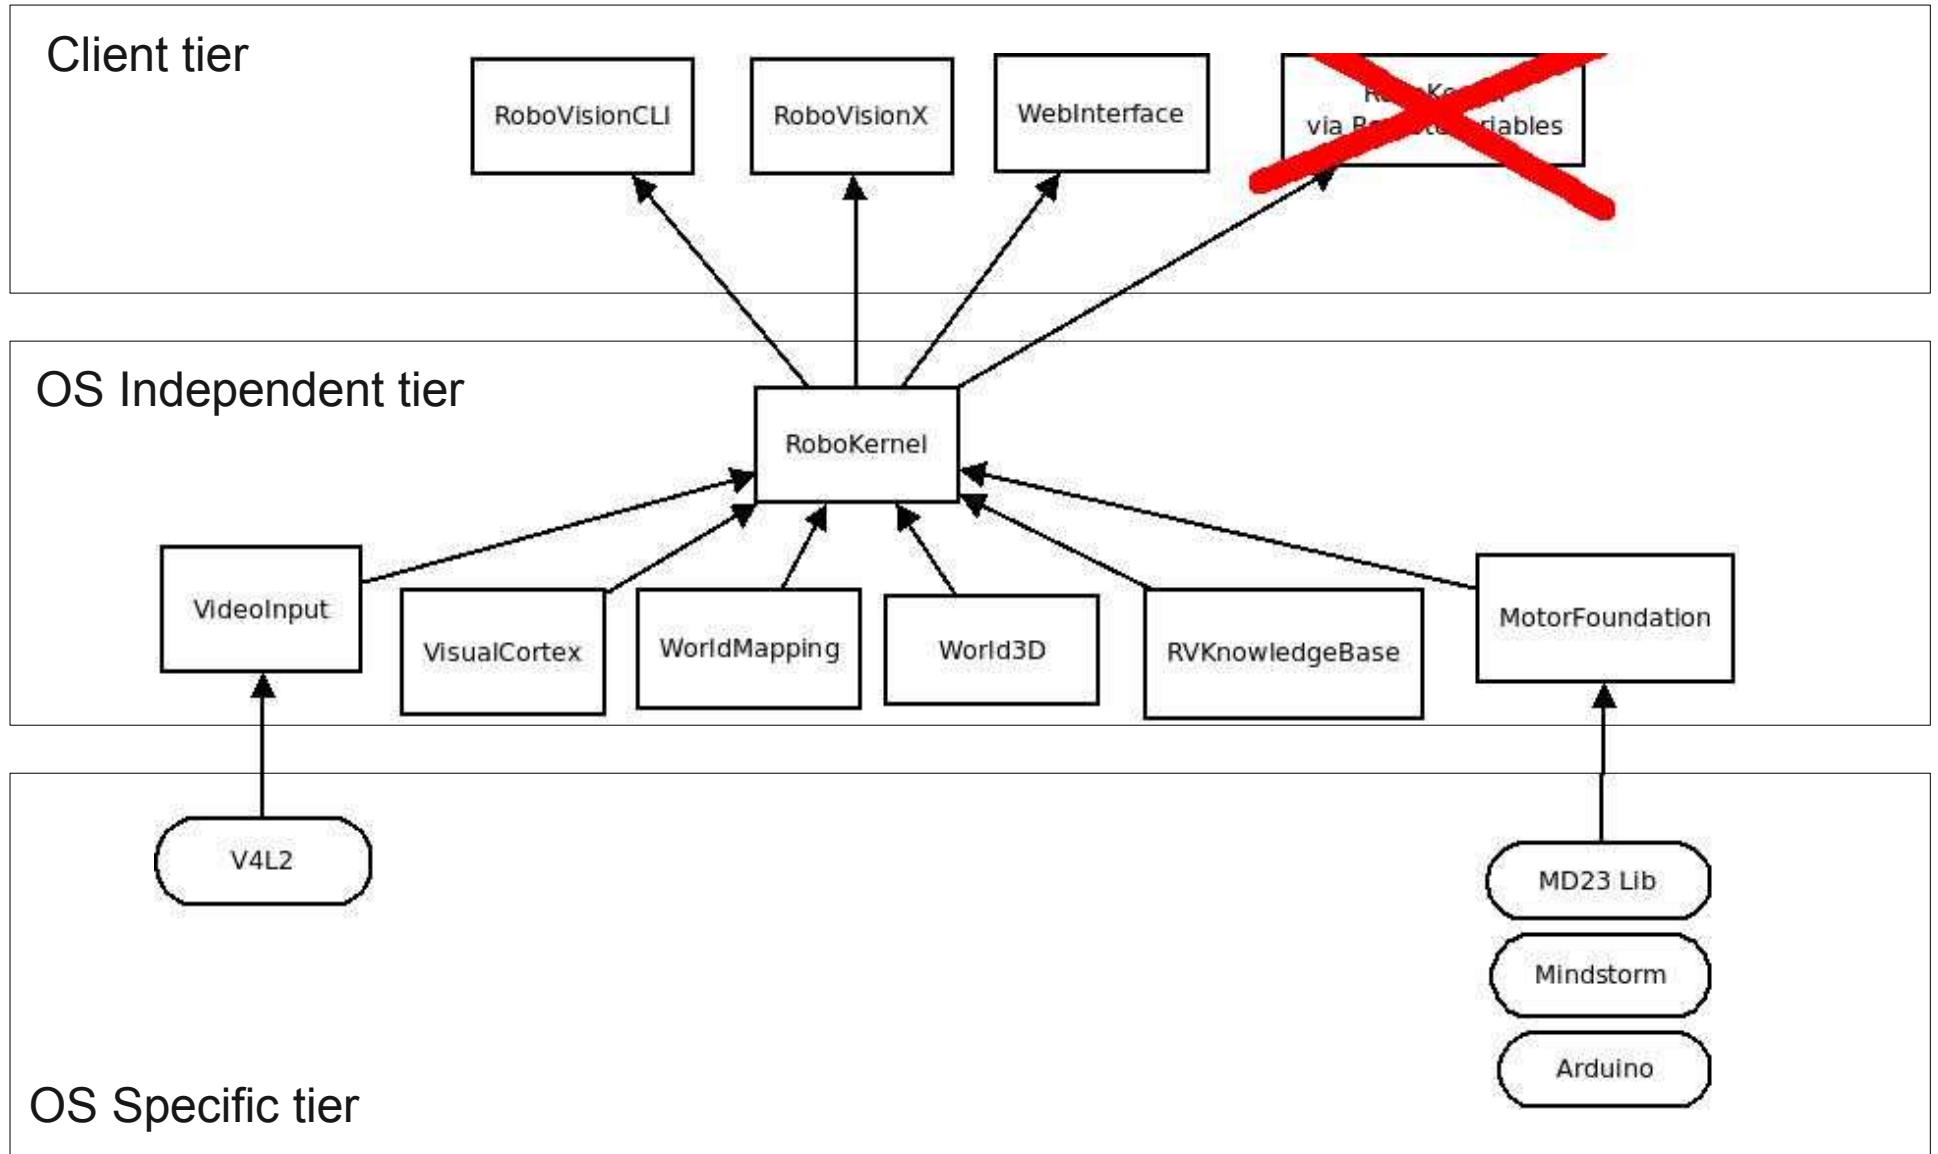 Client tier
RoboVisionCLI
RoboVisionX
WebInterface
via
OS Independent tier
RoboKernel
VideoInput
VisualCortex
WorldMapping
World3D
RVKnowledgeBase
MotorFoundation
V4L2
MD23 Lib
Mindstorm
Arduino
OS Specific tier